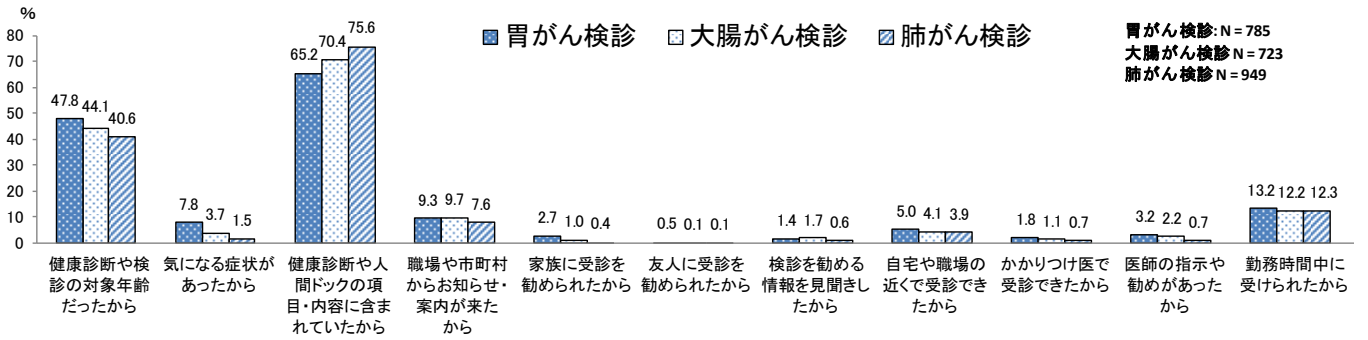 %
胃がん検診 大腸がん検診 肺がん検診
胃がん検診: N = 785
大腸がん検診 N = 723
肺がん検診 N = 949
80
70
60
50
40
30
20
10
0
47.8 44.1 40.6
7.8 3.7 1.5
65.2 70.4 75.6
9.3 9.7 7.6
2.7 1.0 0.4
0.5 0.1 0.1
1.4 1.7 0.6
5.0 4.1 3.9
1.8 1.1 0.7
3.2 2.2 0.7
13.2 12.2 12.3
健康診断や検
診の対象年齢
だったから
気になる症状が
あったから
健康診断や人
間ドックの項
目・内容に含ま
れていたから
職場や市町村
からお知らせ・
案内が来た
から
家族に受診を
勧められたから
友人に受診を
勧められたから
検診を勧める
情報を見聞きし
たから
自宅や職場の
近くで受診でき
たから
かかりつけ医で
受診できたから
医師の指示や
勧めがあった
から
勤務時間中に
受けられたから